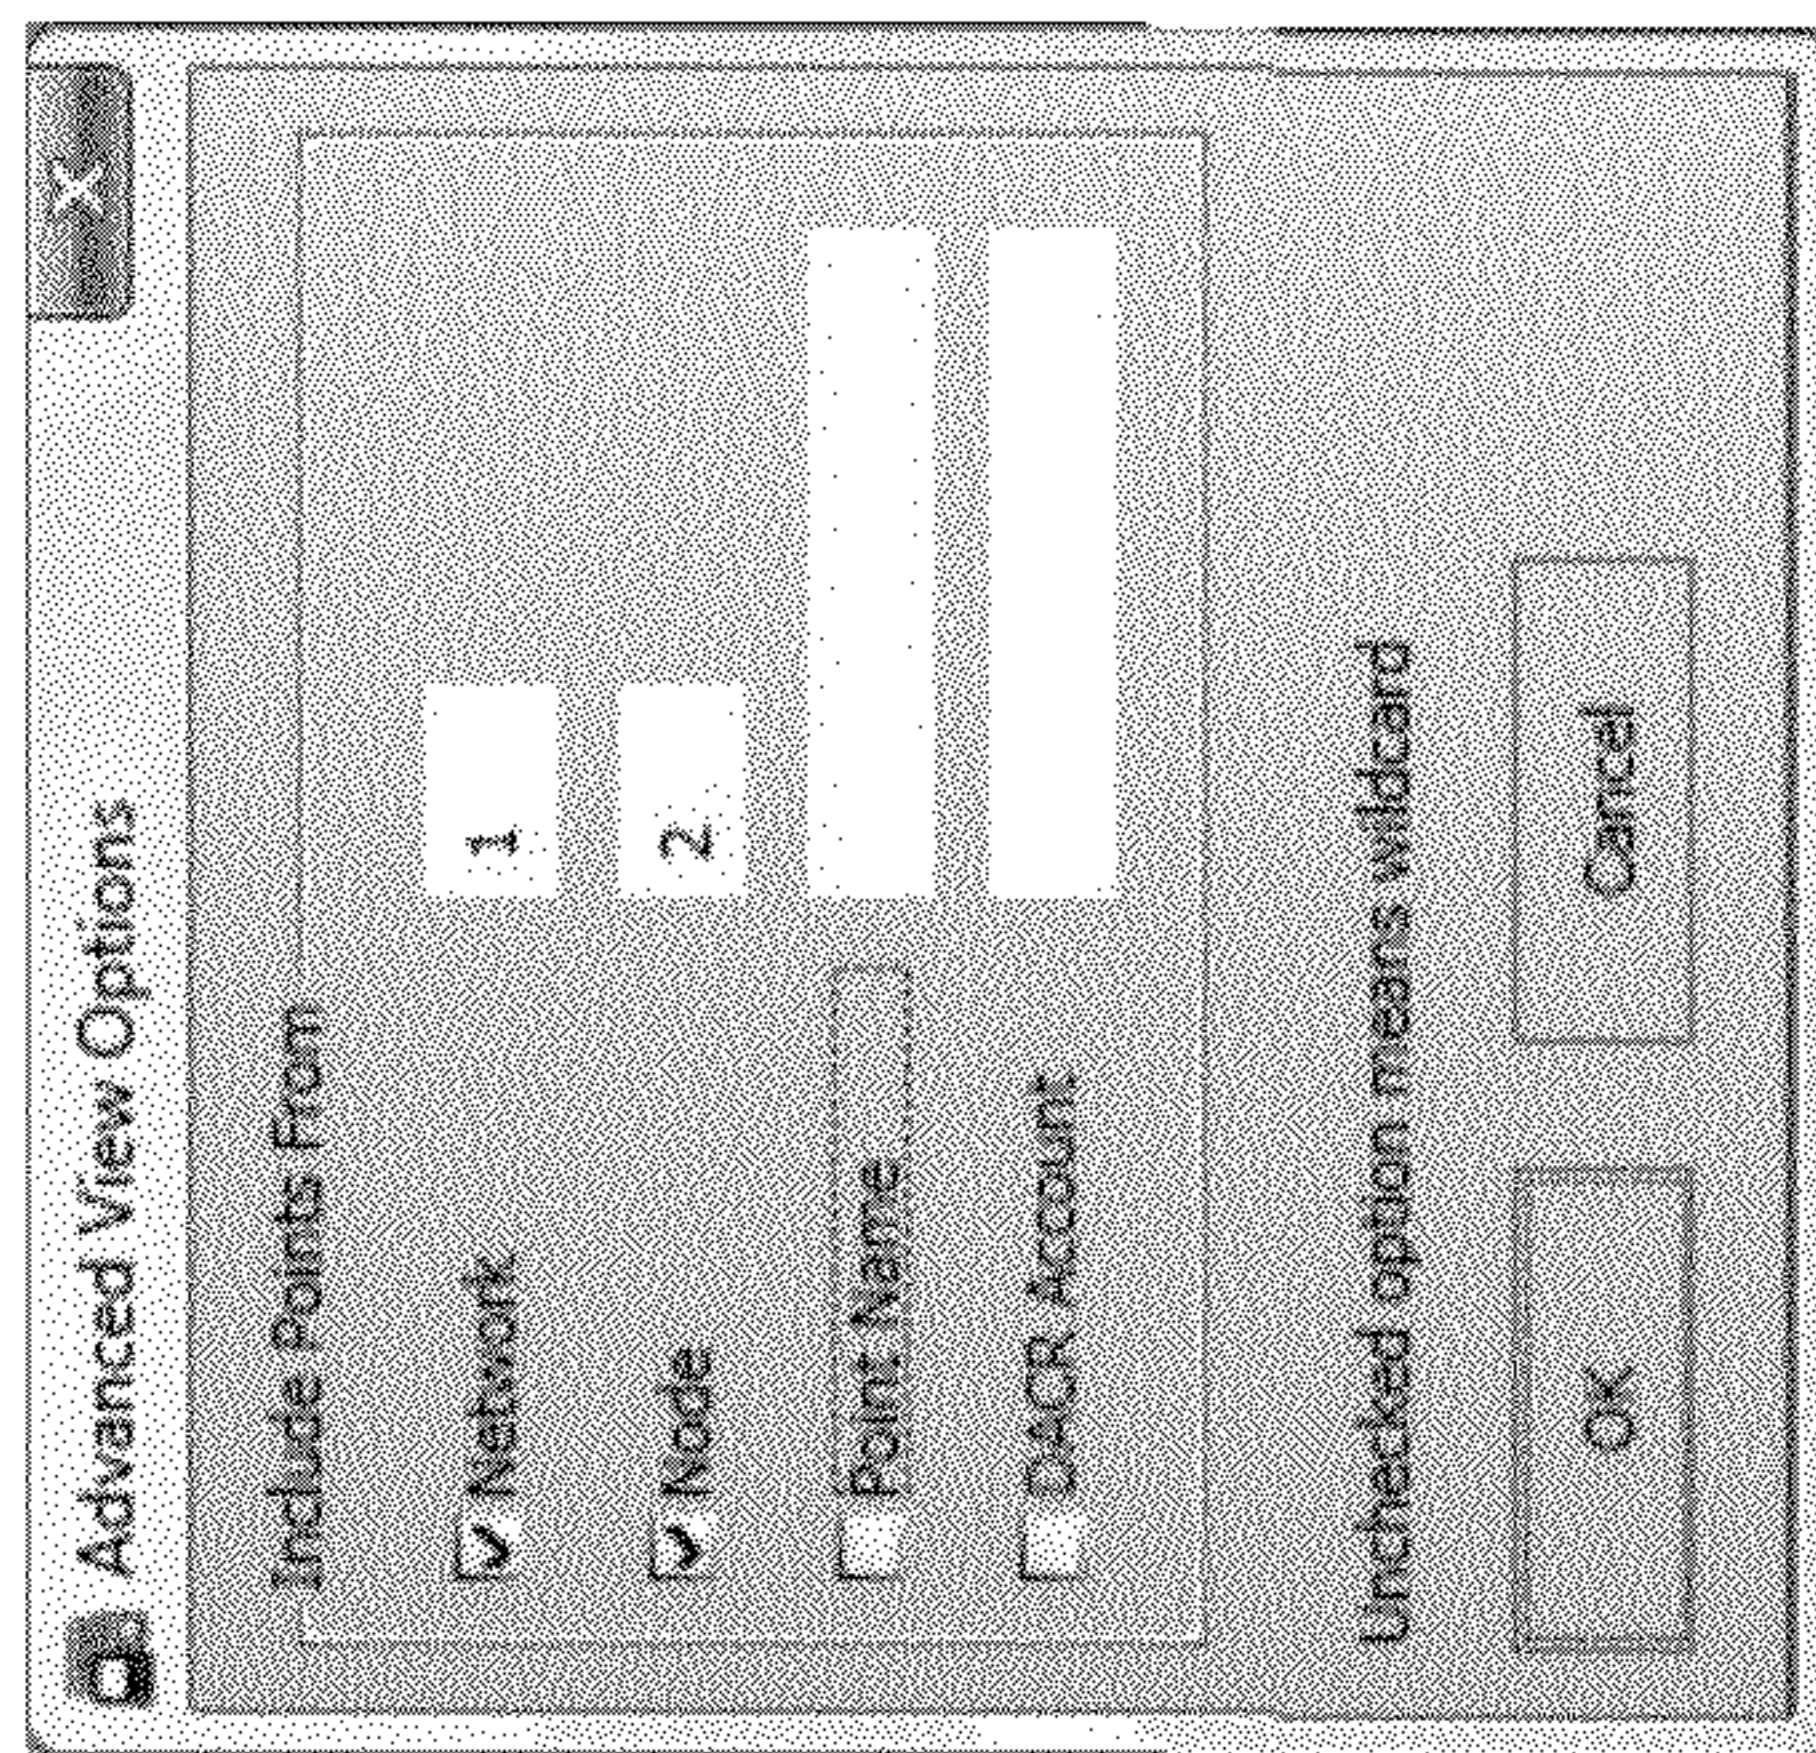 Advanced View Options
X
Include Points From
Network 1
Node 2
Point Name
DACR Account
Unchecked option means wildcard
OK Cancel